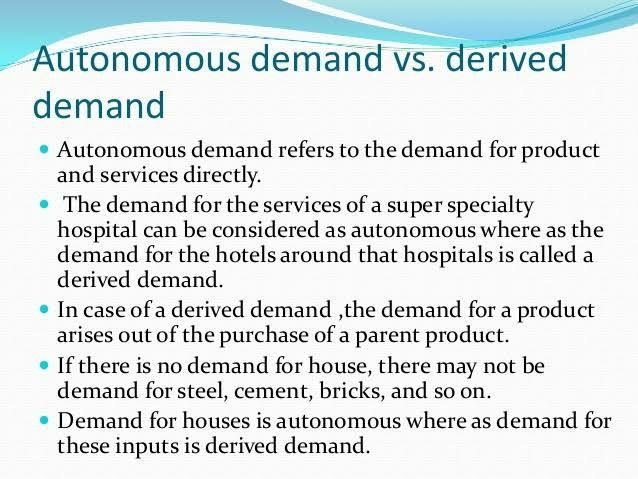 Autonomous demand vs. derived
demand
• Autonomous demand refers to the demand for product
and services directly.
• The demand for the services of a super specialty
hospital can be considered as autonomous where as the
demand for the hotels around that hospitals is called a
derived demand.
• In case of a derived demand ,the demand for a product
arises out of the purchase of a parent product.
• If there is no demand for house, there may not be
demand for steel, cement, bricks, and so on.
• Demand for houses is autonomous where as demand for
these inputs is derived demand.